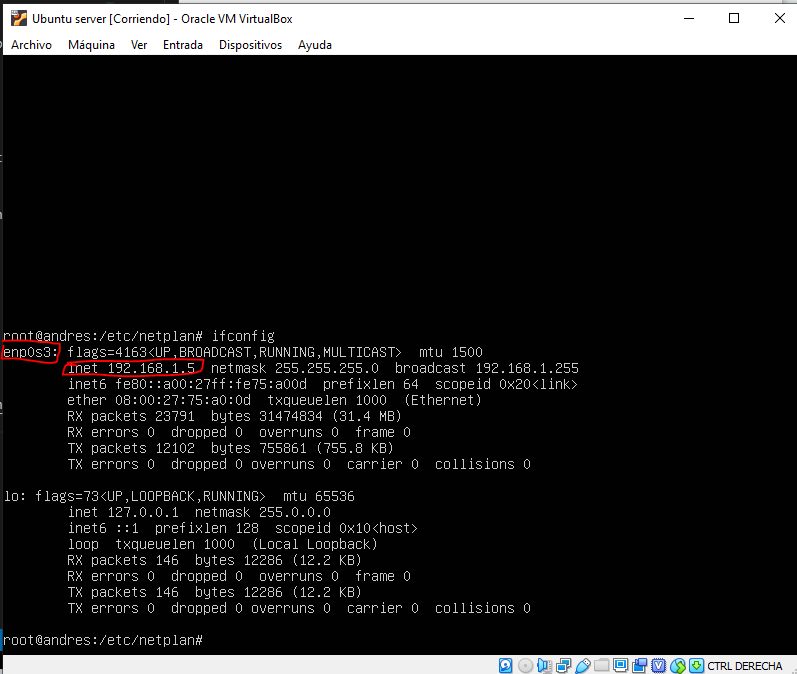 Ubuntu server [Corriendo] - Oracle VM VirtualBox
Archivo Máquina Ver Entrada Dispositivos Ayuda
root@andres:/etc/netplan# ifconfig
enp0s3: flags=4163<UP,BROADCAST,RUNNING,MULTICAST> mtu 1500
inet 192.168.1.5 netmask 255.255.255.0 broadcast 192.168.1.255
inet6 fe80::a00:27ff:fe75:a00d prefixlen 64 scopeid 0x20<link>
ether 08:00:27:75:a0:0d txqueuelen 1000 (Ethernet)
RX packets 23791 bytes 31474834 (31.4 MB)
RX errors 0 dropped 0 overruns 0 frame 0
TX packets 12102 bytes 755861 (755.8 KB)
TX errors 0 dropped 0 overruns 0 carrier 0 collisions 0
lo: flags=73<UP,LOOPBACK,RUNNING> mtu 65536
inet 127.0.0.1 netmask 255.0.0.0
inet6 ::1 prefixlen 128 scopeid 0x10<host>
loop txqueuelen 1000 (Local Loopback)
RX packets 146 bytes 12286 (12.2 KB)
RX errors 0 dropped 0 overruns 0 frame 0
TX packets 146 bytes 12286 (12.2 KB)
TX errors 0 dropped 0 overruns 0 carrier 0 collisions 0
root@andres:/etc/netplan#
CTRL DERECHA